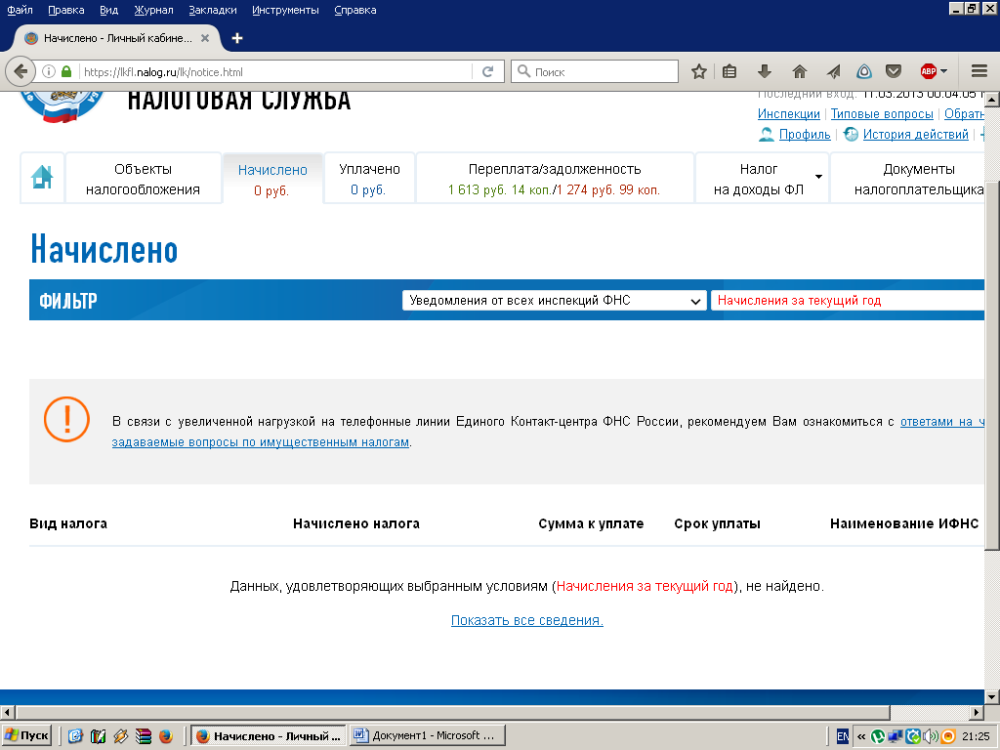 Файл Правка Вид Журнал Закладки Инструменты Справка
Начислено - Личный кабине...
https://lkfl.nalog.ru/lk/notice.html
Поиск
ABP
НАЛОГОВАЯ СЛУЖБА
Последний вход: 11.03.2013 00:04:05
Инспекции | Типовые вопросы
Профиль | История действий
Объекты налогообложения
Начислено
0 руб.
Уплачено
0 руб.
Переплата/задолженность
1 613 руб. 14 коп./1 274 руб. 99 коп.
Налог
на доходы ФЛ
Документы
налогоплательщика
Начислено
ФИЛЬТР
Уведомления от всех инспекций ФНС
Начисления за текущий год
В связи с увеличенной нагрузкой на телефонные линии Единого Контакт-центра ФНС России, рекомендуем Вам ознакомиться с ответами на ч
задаваемые вопросы по имущественным налогам.
Вид налога Начислено налога Сумма к уплате Срок уплаты Наименование ИФНС
Данных, удовлетворяющих выбранным условиям (Начисления за текущий год), не найдено.
Показать все сведения.
Пуск
Начислено - Личный ...
Документ1 - Microsoft ...
EN
21:25